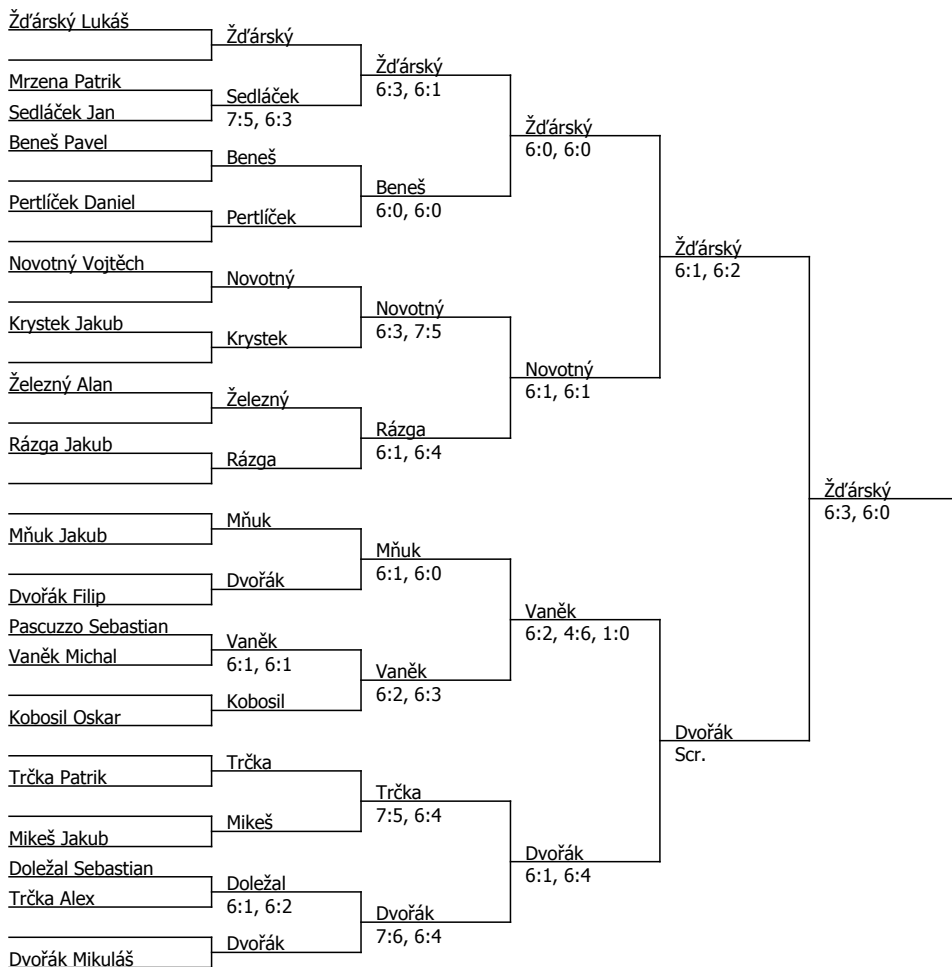 Žďárský Lukáš
Mrzena Patrik
Sedláček Jan
Beneš Pavel
Pertlíček Daniel
Novotný Vojtěch
Krystek Jakub
Železný Alan
Rázga Jakub
Mňuk Jakub
Dvořák Filip
Pascuzzo Sebastian
Vaněk Michal
Kobosil Oskar
Trčka Patrik
Mikeš Jakub
Doležal Sebastian
Trčka Alex
Dvořák Mikuláš
Žďárský
Sedláček
7:5, 6:3
Beneš
Pertlíček
Novotný
Krystek
Železný
Rázga
Mňuk
Dvořák
Vaněk
6:1, 6:1
Kobosil
Trčka
Mikeš
Doležal
6:1, 6:2
Dvořák
Žďárský
6:3, 6:1
Beneš
6:0, 6:0
Novotný
6:3, 7:5
Rázga
6:1, 6:4
Mňuk
6:1, 6:0
Vaněk
6:2, 6:3
Trčka
7:5, 6:4
Dvořák
7:6, 6:4
Žďárský
6:0, 6:0
Novotný
6:1, 6:1
Vaněk
6:2, 4:6, 1:0
Dvořák
6:1, 6:4
Žďárský
6:1, 6:2
Dvořák
Scr.
Žďárský
6:3, 6:0